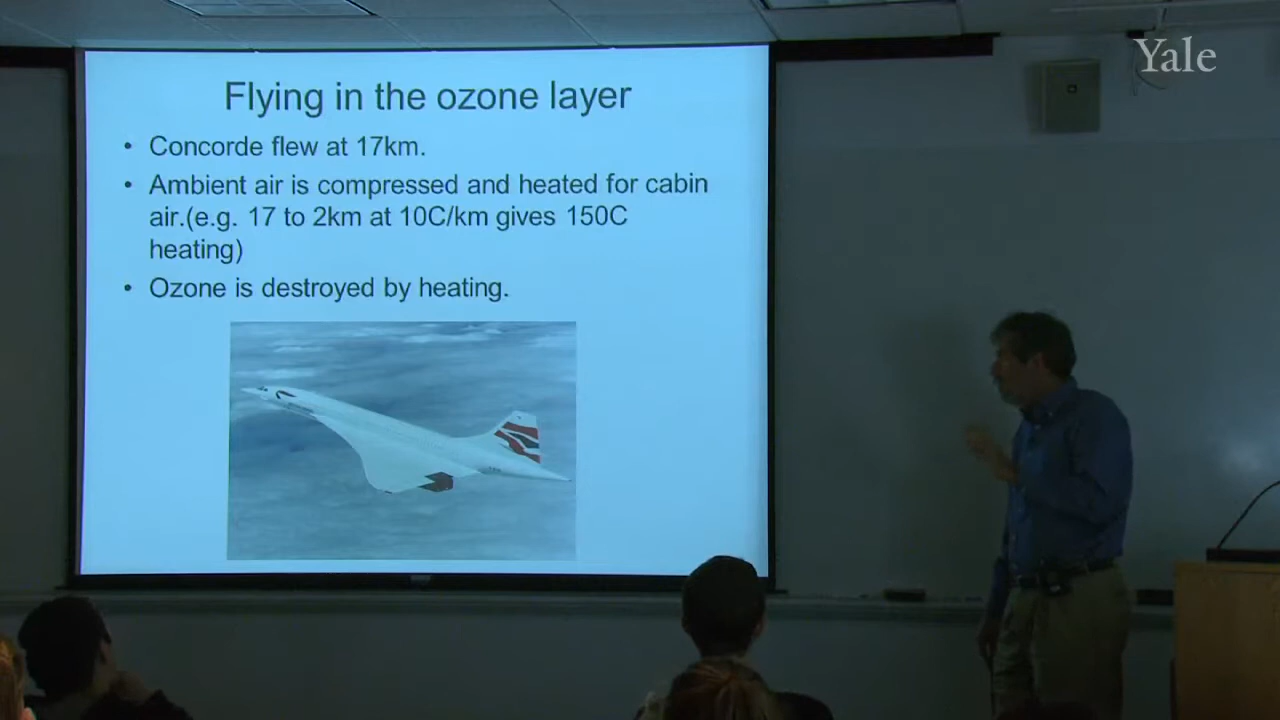 Yale
Flying in the ozone layer
• Concorde flew at 17km.
• Ambient air is compressed and heated for cabin
air.(e.g. 17 to 2km at 10C/km gives 150C
heating)
• Ozone is destroyed by heating.